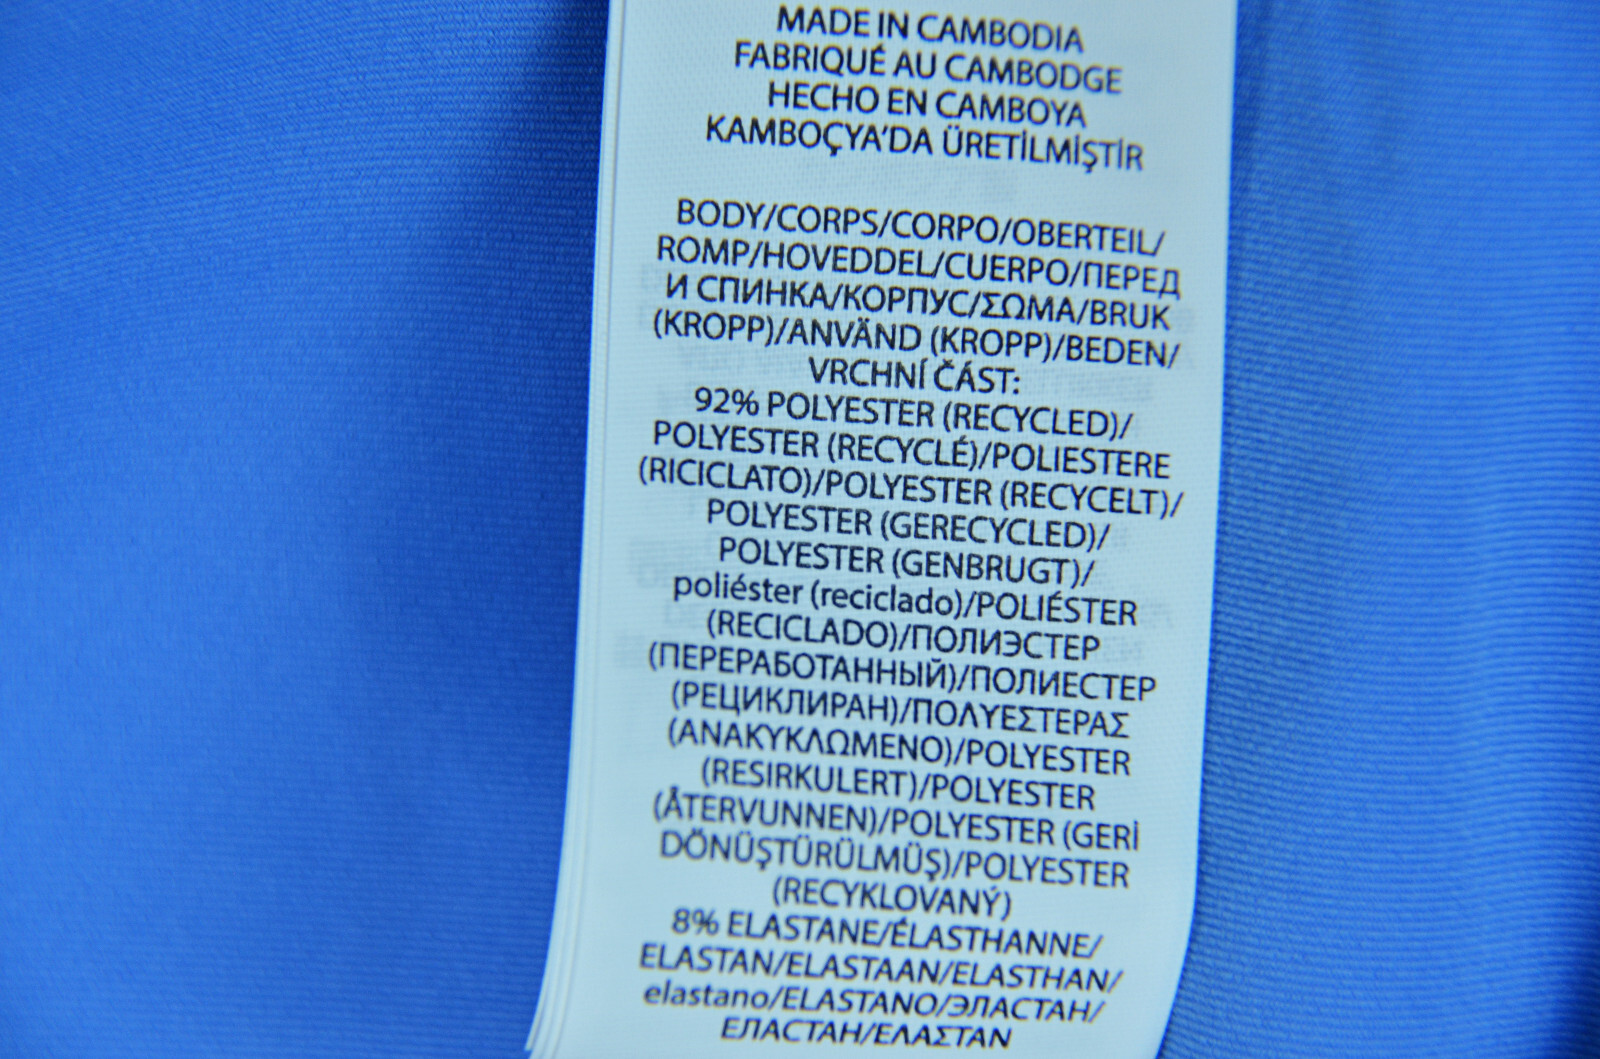 MADE IN CAMBODIA
FABRIQUÉ AU CAMBODGE
HECHO EN CAMBOYA
KAMBOÇYA'DA ÜRETİLMİŞTİR
BODY/CORPS/CORPO/OBERTEIL/
ROMP/HOVEDDEL/CUERPO/ПЕРЕД
И СПИНКА/КОРПУС/ΣΩΜΑ/BRUK
(KROPP)/ANVÄND (KROPP)/BEDEN/
VRCHNÍ ČÁST:
92% POLYESTER (RECYCLED)/
POLYESTER (RECYCLÉ)/POLIESTERE
(RICICLATO)/POLYESTER (RECYCELT)/
POLYESTER (GERECYCLED)/
POLYESTER (GENBRUGT)/
poliéster (reciclado)/POLIÉSTER
(RECICLADO)/ПОЛИЭСТЕР
(ПЕРЕРАБОТАННЫЙ)/ПОЛИЕСТЕР
(РЕЦИКЛИРАН)/ΠΟΛΥΕΣΤΕΡΑΣ
(ΑΝΑΚΥΚΛΩΜΕΝΟ)/POLYESTER
(RESIRKULERT)/POLYESTER
(ÅTERVUNNEN)/POLYESTER (GERİ
DÖNÜŞTÜRÜLMÜŞ)/POLYESTER
(RECYKLOVANÝ)
8% ELASTANE/ÉLASTHANNE/
ELASTAN/ELASTAAN/ELASTHAN/
elastano/ELASTANO/ЭЛАСТАН/
ЕЛАСТАН/ΕΛΑΣΤΑΝ